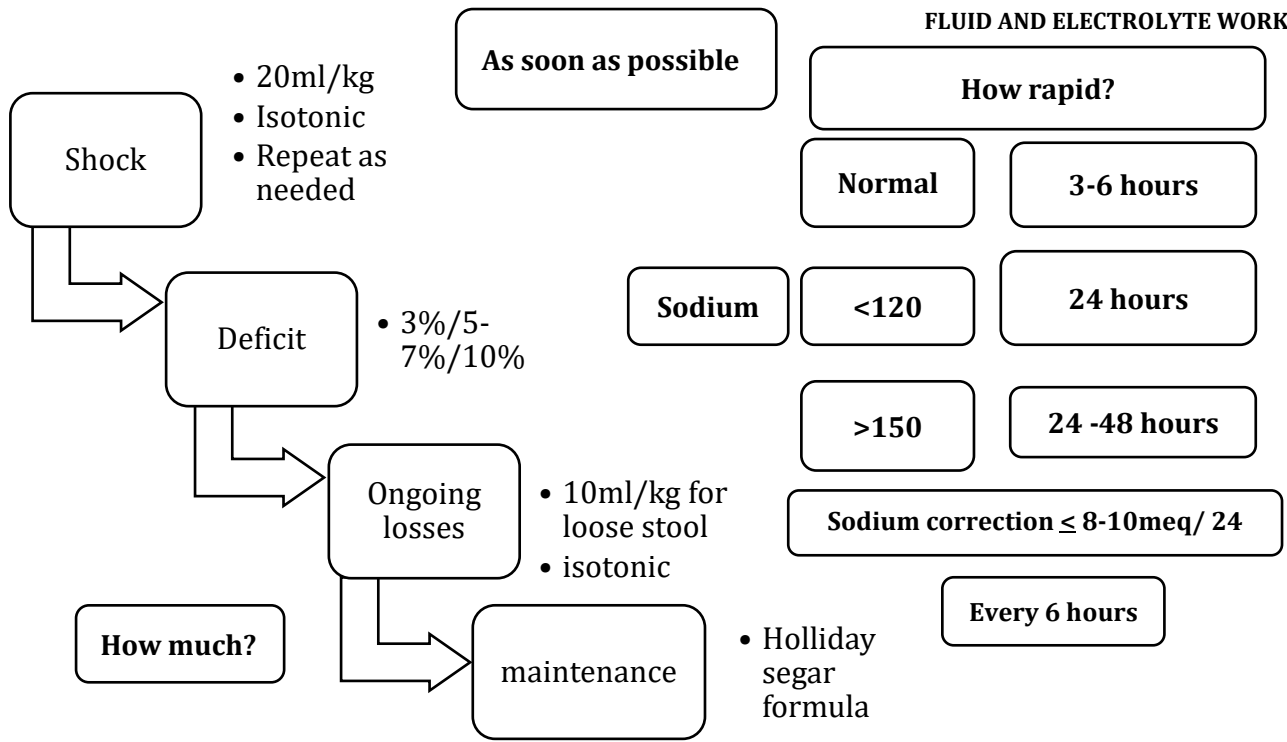 FLUID AND ELECTROLYTE WORK
As soon as possible
How rapid?
• 20ml/kg
• Isotonic
• Repeat as
needed
Shock
Normal
3-6 hours
Sodium
<120
24 hours
Deficit
• 3%/5-
7%/10%
>150
24 -48 hours
Ongoing
losses
• 10ml/kg for
loose stool
• isotonic
Sodium correction ≤ 8-10meq/ 24
Every 6 hours
How much?
maintenance
• Holliday
segar
formula